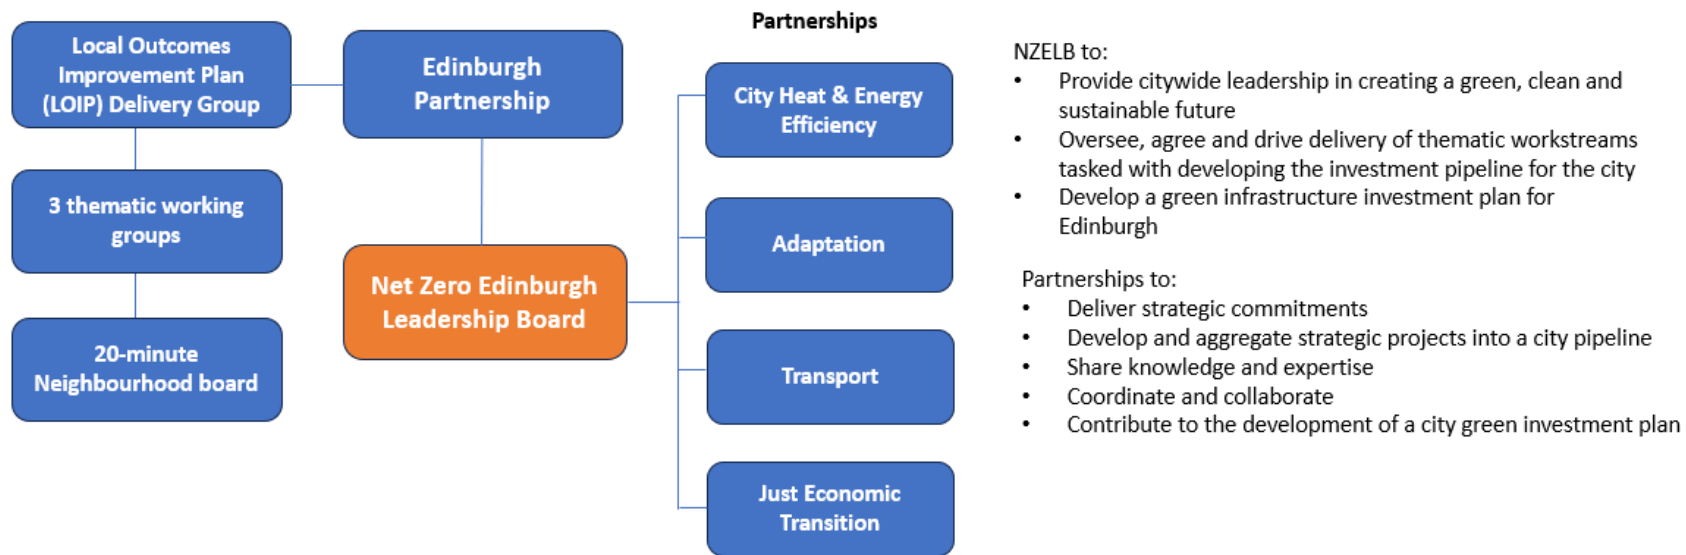 Partnerships
Local Outcomes
Improvement Plan
(LOIP) Delivery Group
Edinburgh
Partnership
3 thematic working
groups
20-minute
Neighbourhood board
Net Zero Edinburgh
Leadership Board
City Heat & Energy
Efficiency
Adaptation
Transport
Just Economic
Transition
NZELB to:
• Provide citywide leadership in creating a green, clean and
sustainable future
• Oversee, agree and drive delivery of thematic workstreams
tasked with developing the investment pipeline for the city
• Develop a green infrastructure investment plan for
Edinburgh
Partnerships to:
• Deliver strategic commitments
• Develop and aggregate strategic projects into a city pipeline
• Share knowledge and expertise
• Coordinate and collaborate
• Contribute to the development of a city green investment plan